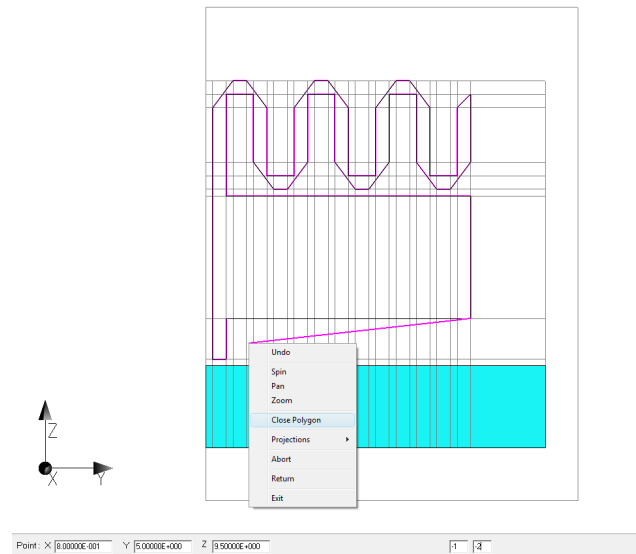 Undo
Spin
Pan
Zoom
Close Polygon
Projections
Abort
Return
Exit
Z
X
Y
Point: X 8.00000E-001 Y 5.00000E+000 Z 9.50000E+000 -1 -2